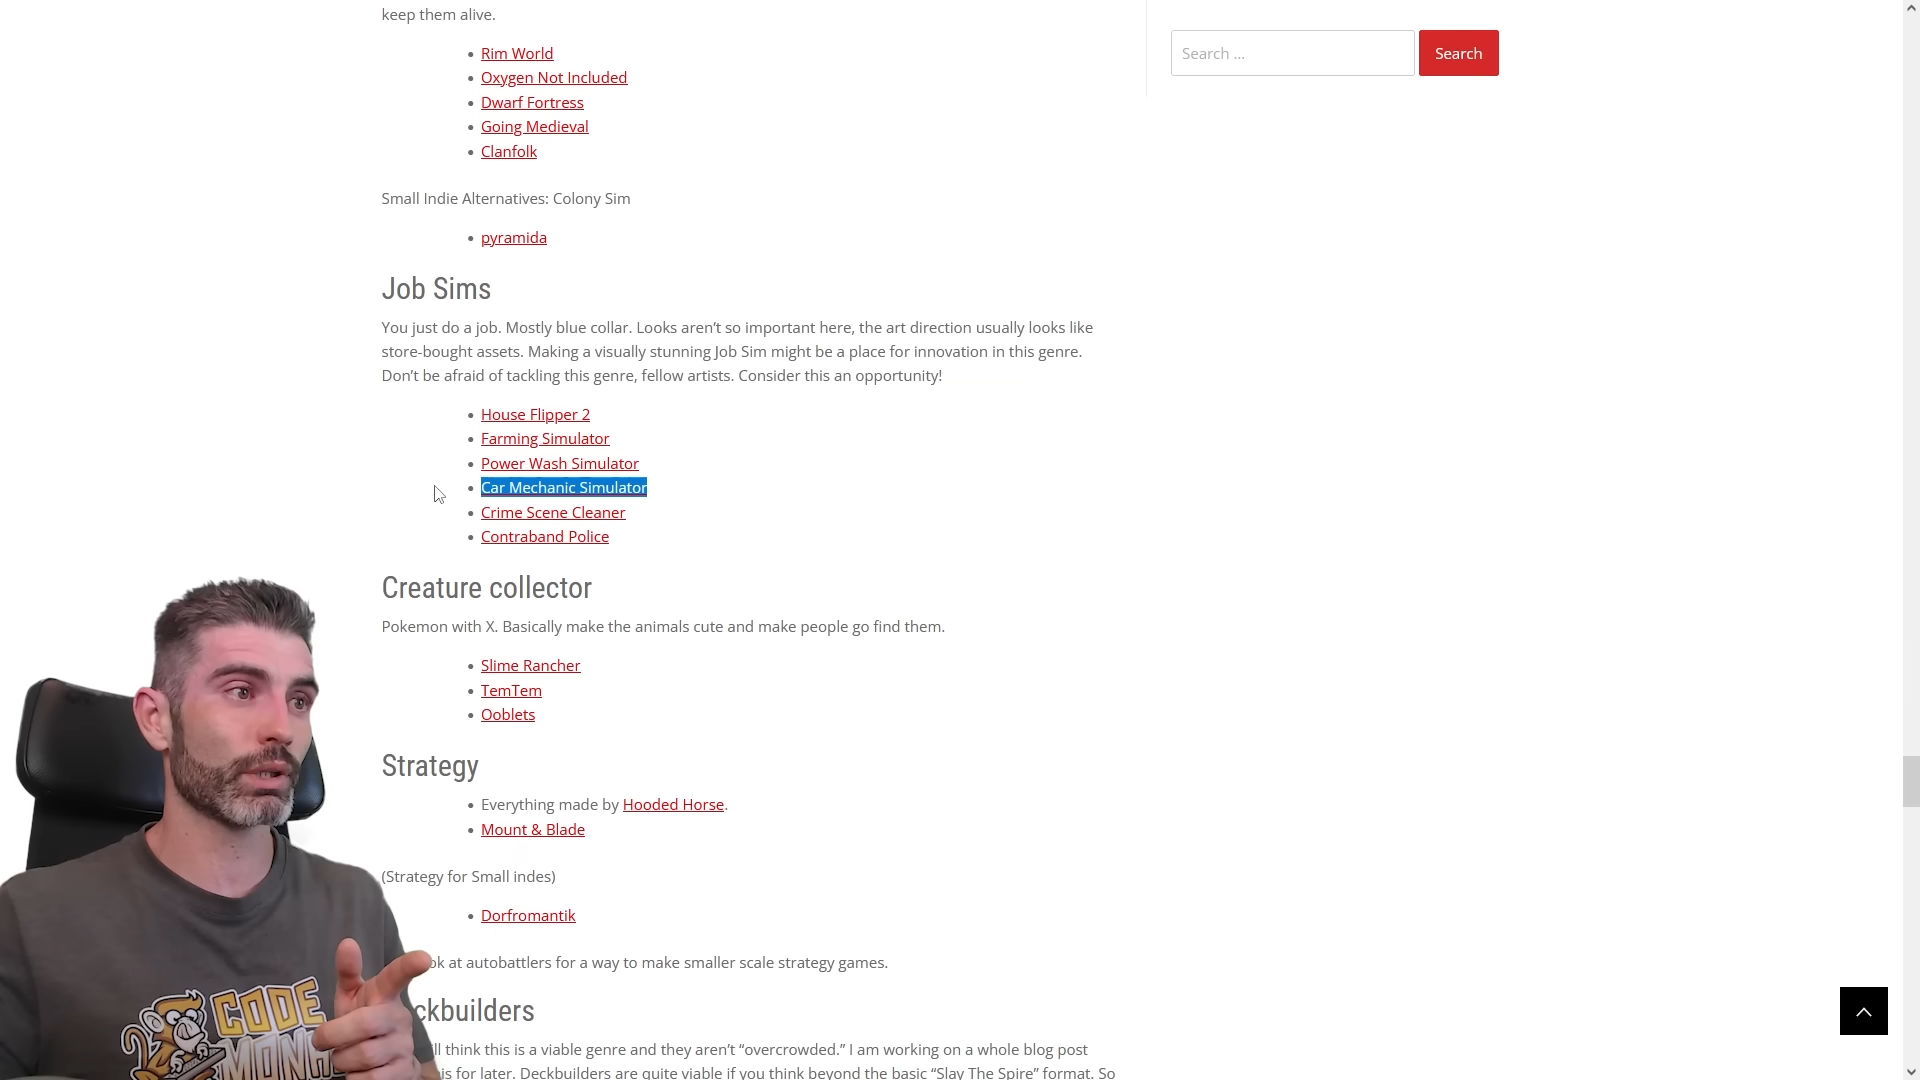 keep them alive.
Rim World
Oxygen Not Included
Dwarf Fortress
Going Medieval
Clanfolk
Small Indie Alternatives: Colony Sim
pyramida
Job Sims
You just do a job. Mostly blue collar. Looks aren’t so important here, the art direction usually looks like
store-bought assets. Making a visually stunning Job Sim might be a place for innovation in this genre.
Don’t be afraid of tackling this genre, fellow artists. Consider this an opportunity!
House Flipper 2
Farming Simulator
Power Wash Simulator
Car Mechanic Simulator
Crime Scene Cleaner
Contraband Police
Creature collector
Pokemon with X. Basically make the animals cute and make people go find them.
Slime Rancher
TemTem
Ooblets
Strategy
Everything made by Hooded Horse.
Mount & Blade
(Strategy for Small indes)
Dorfromantik
at autobattlers for a way to make smaller scale strategy games.
ckbuilders
think this is a viable genre and they aren’t “overcrowded.” I am working on a whole blog post
for later. Deckbuilders are quite viable if you think beyond the basic “Slay The Spire” format. So
Search ...
Search
CODE